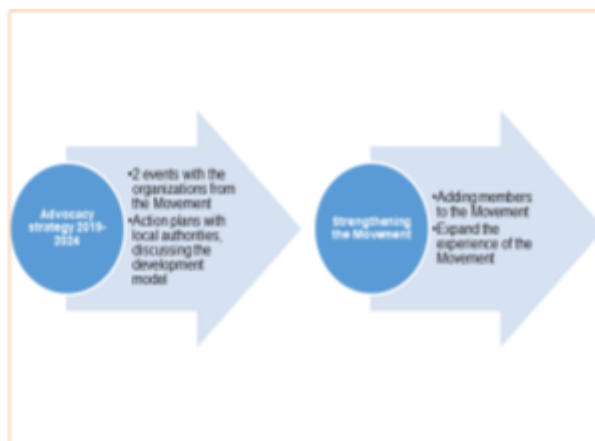 Advocacy
strategy 2019-
2024
•2 events with the
organizations from
the Movement
•Action plans with
local authorities,
discussing the
development
model
Strengthening
the Movement
•Adding members
to the Movement
•Expand the
experience of the
Movement